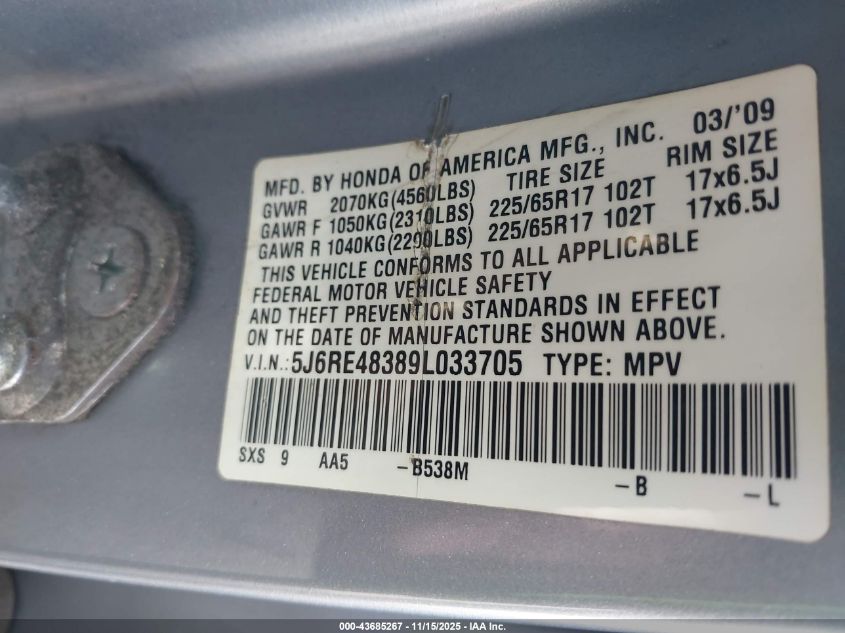 MFD. BY HONDA OF AMERICA MFG., INC. 03/'09
GVWR 2070KG(4560LBS) TIRE SIZE RIM SIZE
GAWR F 1050KG(2310LBS) 225/65R17 102T 17x6.5J
GAWR R 1040KG(2290LBS) 225/65R17 102T 17x6.5J
THIS VEHICLE CONFORMS TO ALL APPLICABLE
FEDERAL MOTOR VEHICLE SAFETY
AND THEFT PREVENTION STANDARDS IN EFFECT
ON THE DATE OF MANUFACTURE SHOWN ABOVE.
V.I.N.:5J6RE48389L033705 TYPE: MPV
SXS 9 AA5 -B538M -B -L
000-43685267 - 11/15/2025 - IAA Inc.